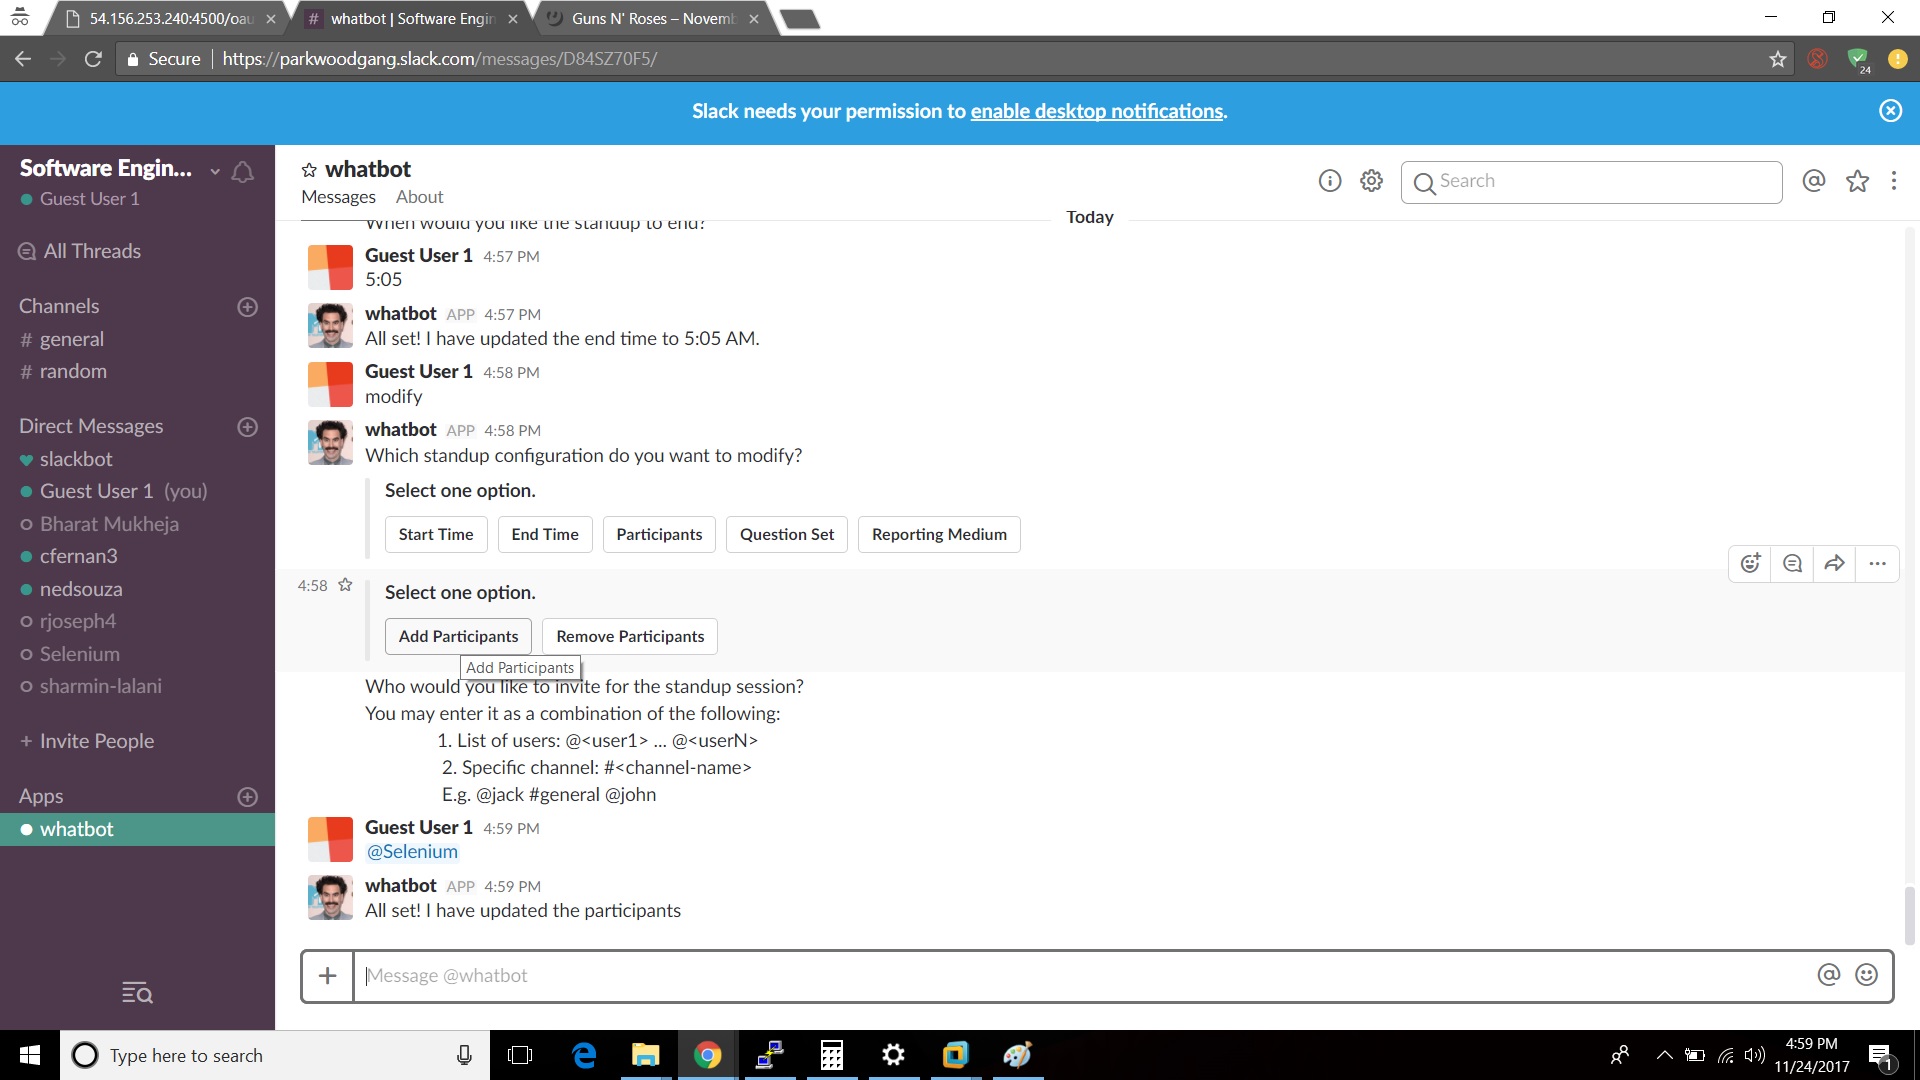 54.156.253.240:4500/oau
whatbot | Software Engin
Guns N' Roses – Novemb
Secure
https://parkwoodgang.slack.com/messages/D84SZ70F5/
24
Slack needs your permission to enable desktop notifications.
Software Engin...
Guest User 1
All Threads
Channels
# general
# random
Direct Messages
slackbot
Guest User 1 (you)
Bharat Mukheja
cfernan3
nedsouza
rjoseph4
Selenium
sharmin-lalani
+ Invite People
Apps
whatbot
whatbot
Messages About
Search
Today
When would you like the standup to end?
Guest User 1 4:57 PM
5:05
whatbot APP 4:57 PM
All set! I have updated the end time to 5:05 AM.
Guest User 1 4:58 PM
modify
whatbot APP 4:58 PM
Which standup configuration do you want to modify?
Select one option.
Start Time End Time Participants Question Set Reporting Medium
4:58 Select one option.
Add Participants Remove Participants
Add Participants
Who would you like to invite for the standup session?
You may enter it as a combination of the following:
1. List of users: @<user1> ... @<userN>
2. Specific channel: #<channel-name>
E.g. @jack #general @john
Guest User 1 4:59 PM
@Selenium
whatbot APP 4:59 PM
All set! I have updated the participants
Message @whatbot
Type here to search
4:59 PM
11/24/2017
1